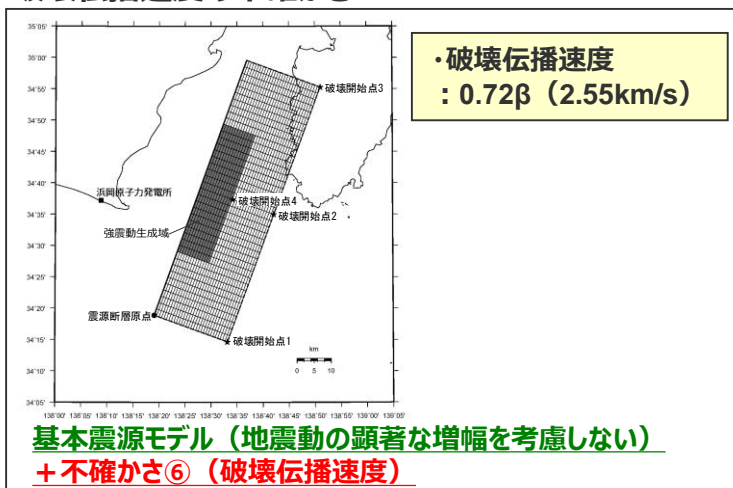 35˚05'
35˚00'
34˚55'
34˚50'
34˚45'
34˚40'
34˚35'
34˚30'
34˚25'
34˚20'
34˚15'
34˚10'
34˚05'
138˚00' 138˚05' 138˚10' 138˚15' 138˚20' 138˚25' 138˚30' 138˚35' 138˚40' 138˚45' 138˚50' 138˚55' 139˚00' 139˚05'
破壊開始点3
浜岡原子力発電所
破壊開始点4
破壊開始点2
強震動生成域
震源断層原点
破壊開始点1
km
0 5 10
・破壊伝播速度
：0.72β（2.55km/s）
基本震源モデル（地震動の顕著な増幅を考慮しない）
＋不確かさ⑥（破壊伝播速度）